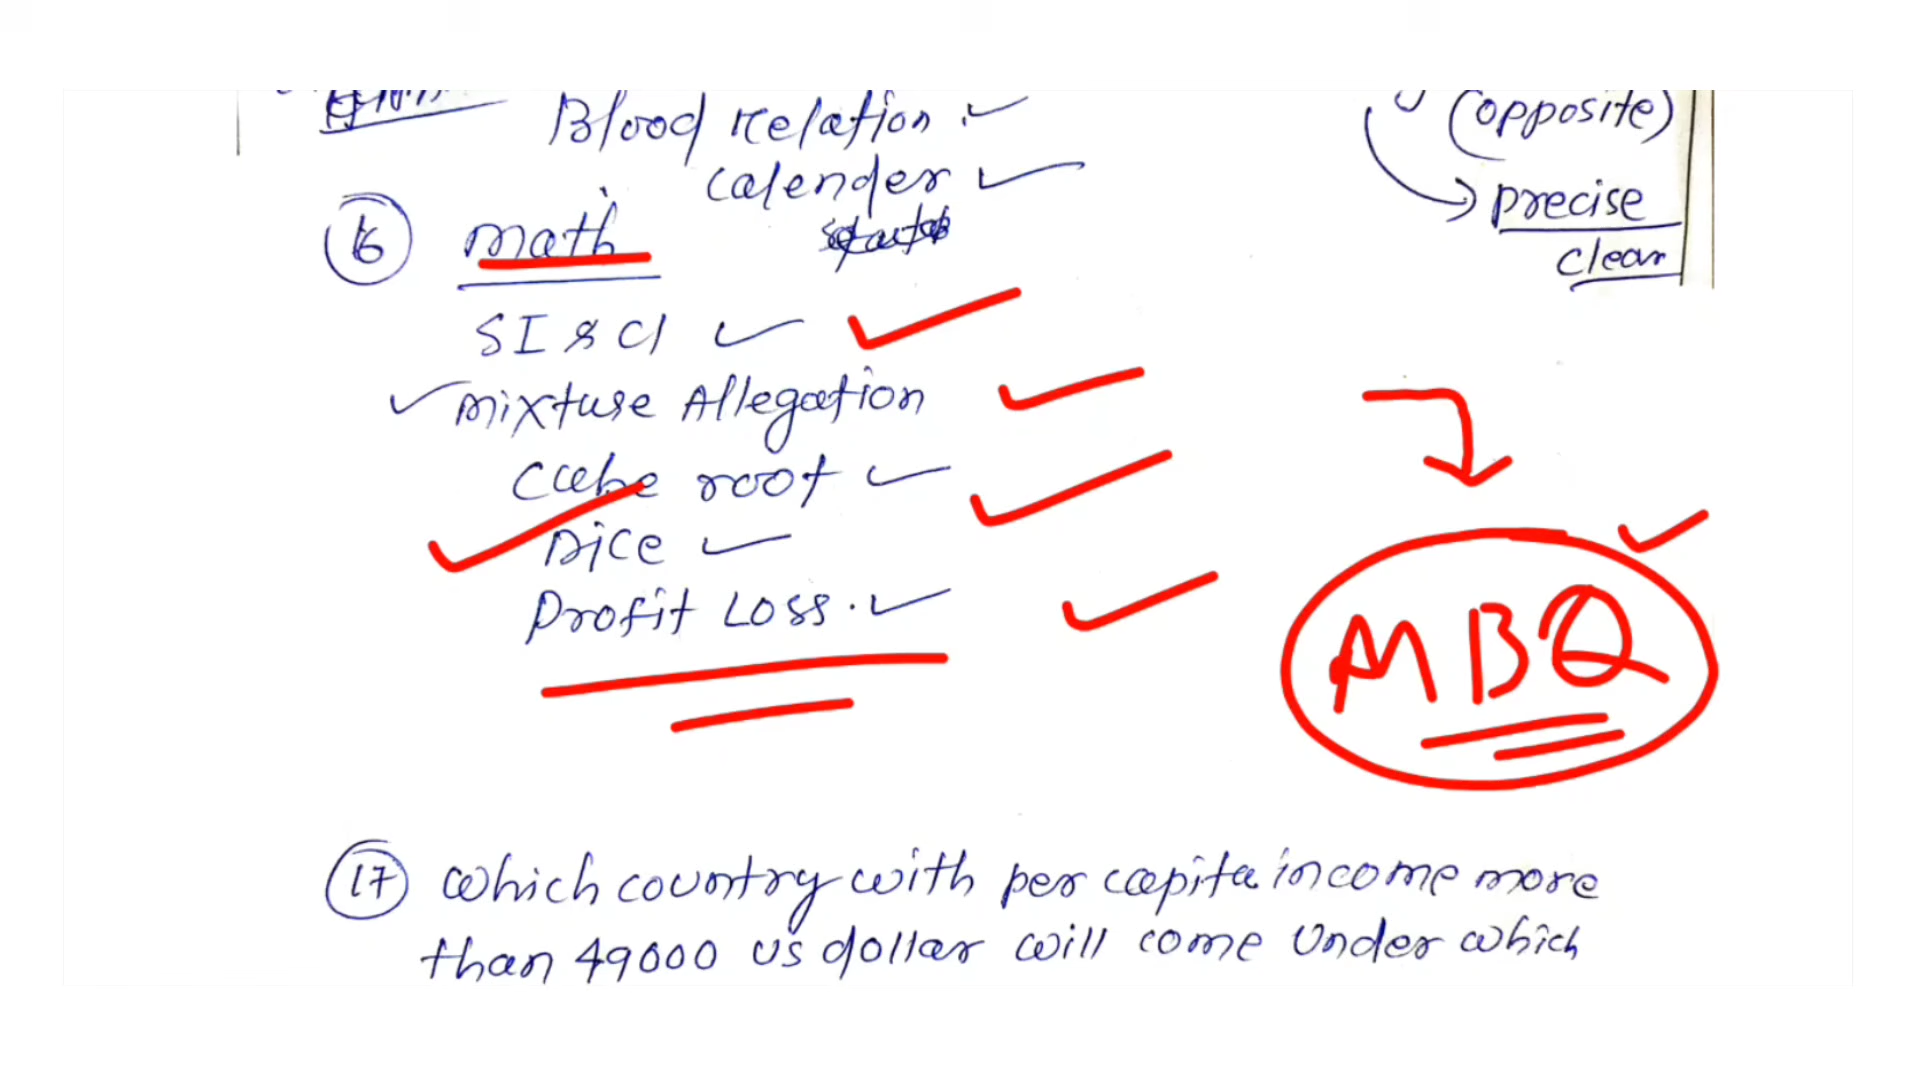 Blood Relation
(opposite)
Calender
precise
clear
16 math
SI & CI
Mixture Allegation
Cube root
Dice
Profit Loss.
MBQ
17 Which country with per capita income more
than 49000 US dollar will come Under which